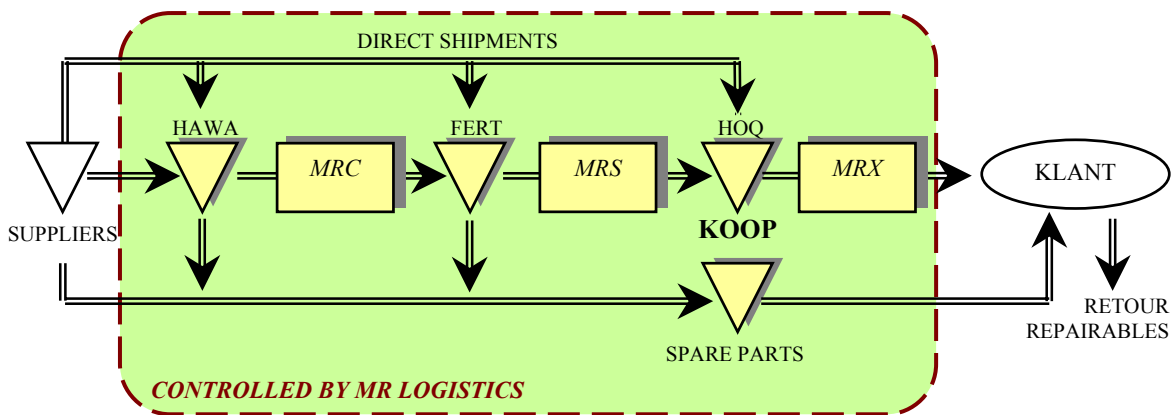 DIRECT SHIPMENTS
HAWA
FERT
HOQ
MRC
MRS
MRX
KLANT
SUPPLIERS
KOOP
RETOUR
REPAIRABLES
SPARE PARTS
CONTROLLED BY MR LOGISTICS